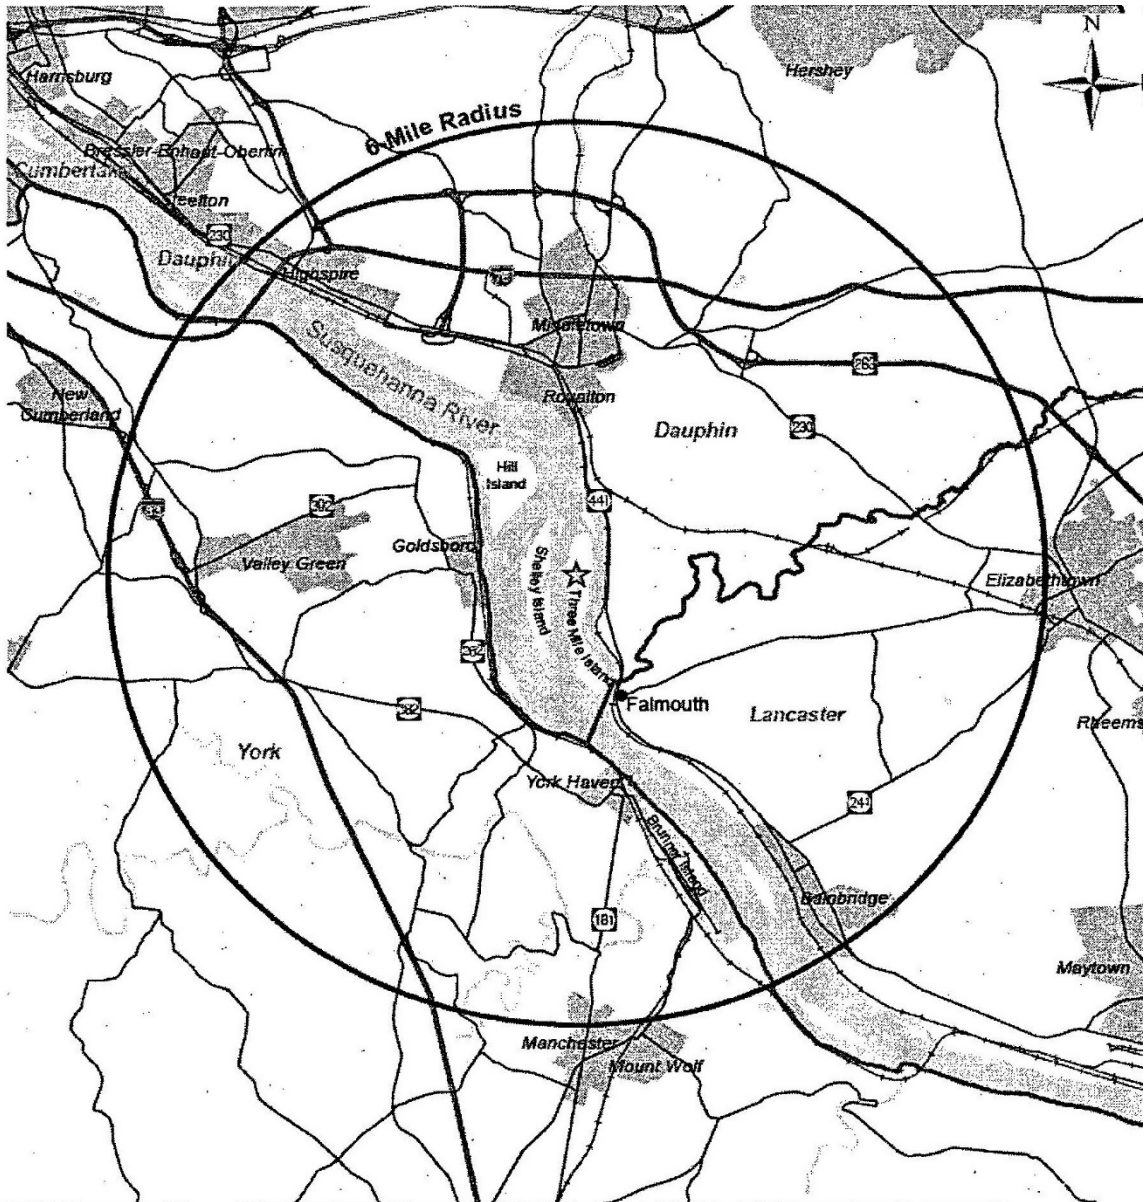 N
Harrisburg
Hershey
6-Mile Radius
Bressler-Enhaut-Oberlin
Steelton
230
Dauphin
Highspire
Susquehanna River
Middletown
283
New
Cumberland
Royalton
Dauphin
230
Hill
Island
441
392
Goldsboro
Valley Green
Shelley Island
Three Mile Island
Elizabethtown
262
Falmouth
382
Lancaster
Rheems
York
York Haven
241
Brunner Island
Bainbridge
181
Maytown
Manchester
Mount Wolf